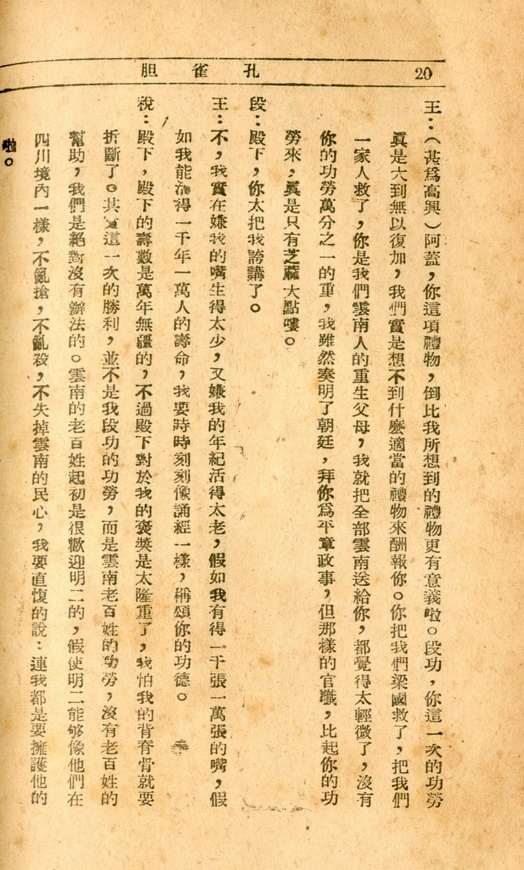 孔雀胆
20
王：（甚爲高興）阿蓋，你這項禮物，倒比我所想到的禮物更有意義啦。段功，你這一次的功勞
眞是大到無以復加，我們實是想不到什麼適當的禮物來酬報你。你把我們梁國救了，把我們
一家人救了，你是我們雲南人的重生父母，我就把全部雲南送給你，都覺得太輕微了，沒有
你的功勞萬分之一的重，我雖然奏明了朝廷，拜你爲平章政事，但那樣的官職，比起你的功
勞來，眞是只有芝蔴大點嘍。
段：殿下，你太把我誇講了。
王：不，我實在嫌我的嘴生得太少，又嫌我的年紀活得太老，假如我有得一千張一萬張的嘴，假
如我能活得一千年一萬人的壽命，我要時時刻刻像誦經一樣，稱頌你的功德。
稅：殿下，殿下的壽數是萬年無疆的，不過殿下對於我的褒獎是太隆重了，我怕我的背脊骨就要
折斷了。其實這一次的勝利，並不是我段功的功勞，而是雲南老百姓的功勞，沒有老百姓的
幫助，我們是絕對沒有辦法的。雲南的老百姓起初是很歡迎明二的，假使明二能够像他們在
四川境內一樣，不亂搶，不亂殺，不失掉雲南的民心，我要直愎的說：連我都是要擁護他的
啦。